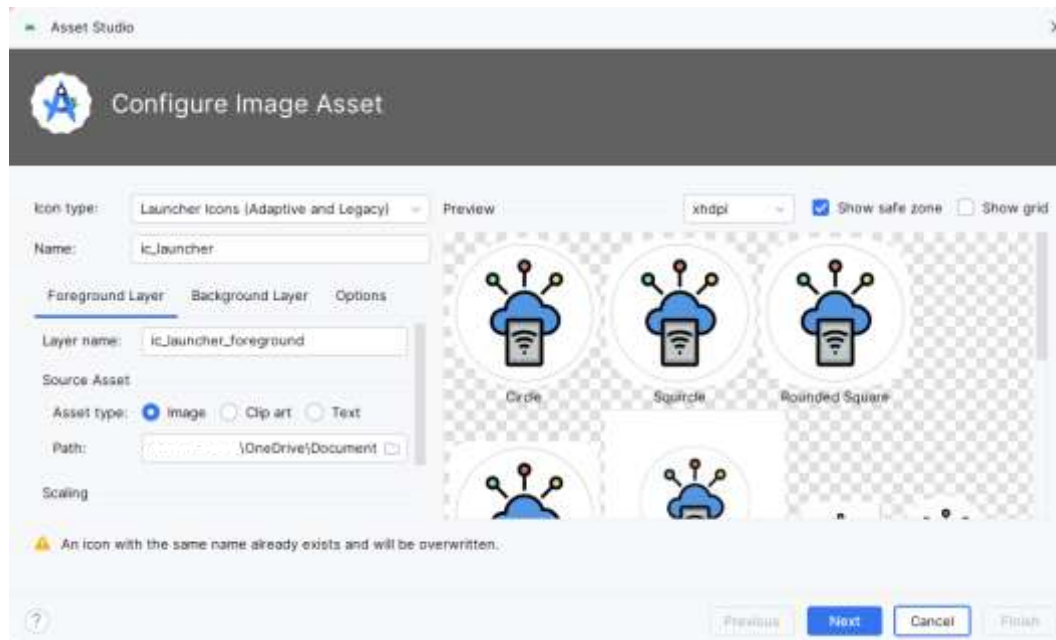 Asset Studio
Configure Image Asset
Icon type: Launcher Icons (Adaptive and Legacy)
Preview xhdpi Show safe zone Show grid
Name: ic_launcher
Foreground Layer Background Layer Options
Layer name: ic_launcher_foreground
Source Asset
Asset type: Image Clip art Text
Path: \OneDrive\Document
Scaling
Circle Squircle Rounded Square
An icon with the same name already exists and will be overwritten.
? Previous Next Cancel Finish